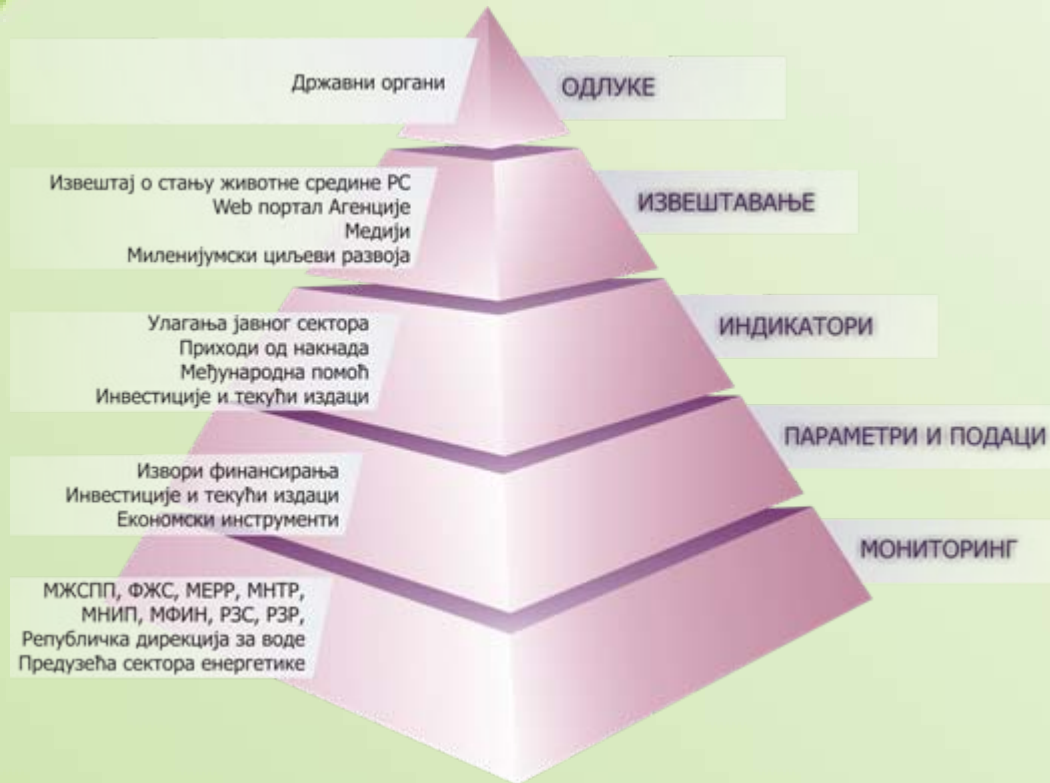 Државни органи
ОДЛУКЕ
Извештај о стању животне средине РС
Web портал Агенције
Медији
Миленијумски циљеви развоја
ИЗВЕШТАВАЊЕ
Улагања јавног сектора
Приходи од накнада
Међународна помоћ
Инвестиције и текући издаци
ИНДИКАТОРИ
Извори финансирања
Инвестиције и текући издаци
Економски инструменти
ПАРАМЕТРИ И ПОДАЦИ
МЖСПП, ФЖС, МЕРР, МНТР,
МНИП, МФИН, РЗС, РЗР,
Републичка дирекција за воде
Предузећа сектора енергетике
МОНИТОРИНГ